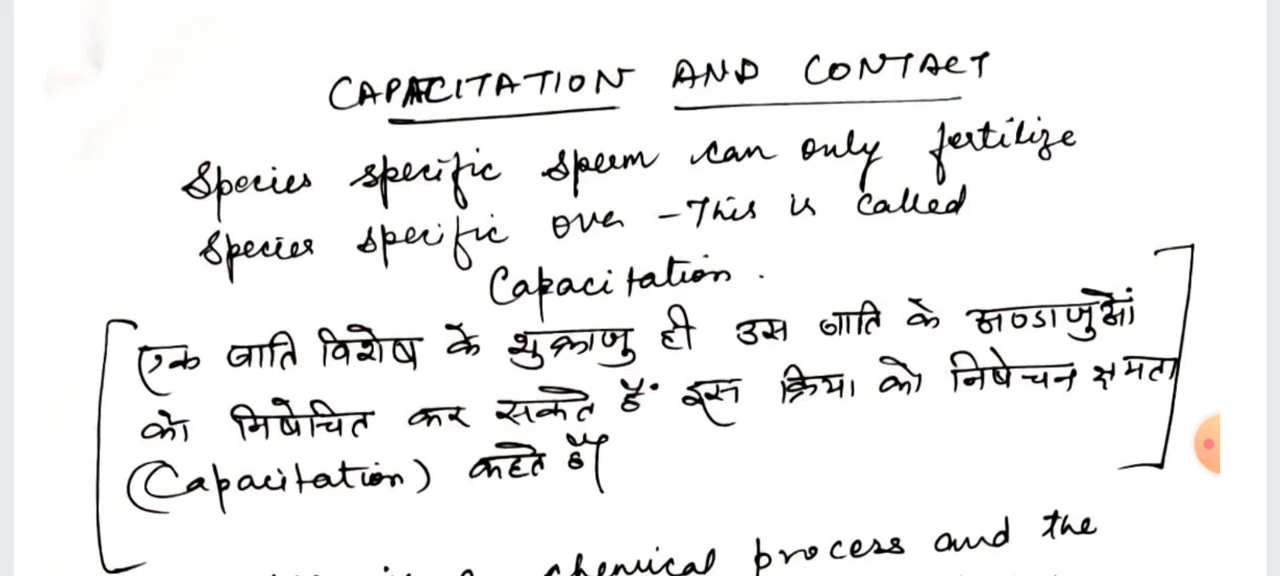 CAPACITATION AND CONTACT
Species specific sperm can only fertilize
Species specific ova - This is called
Capacitation.
एक जाति विशेष के शुक्राणु ही उस जाति के अण्डाणुओं
को निषेचित कर सकते हैं. इस क्रिया को निषेचन क्षमता
(Capacitation) कहते हैं।
chemical process and the